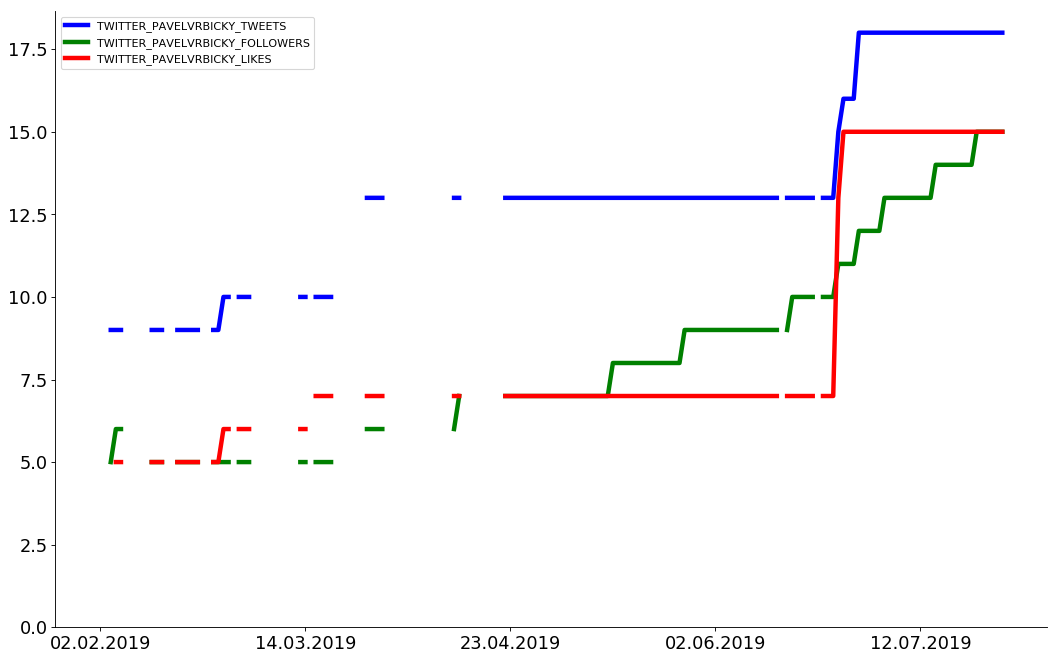 TWITTER_PAVELVRBICKY_TWEETS
TWITTER_PAVELVRBICKY_FOLLOWERS
TWITTER_PAVELVRBICKY_LIKES
17.5
15.0
12.5
10.0
7.5
5.0
2.5
0.0
02.02.2019 14.03.2019 23.04.2019 02.06.2019 12.07.2019